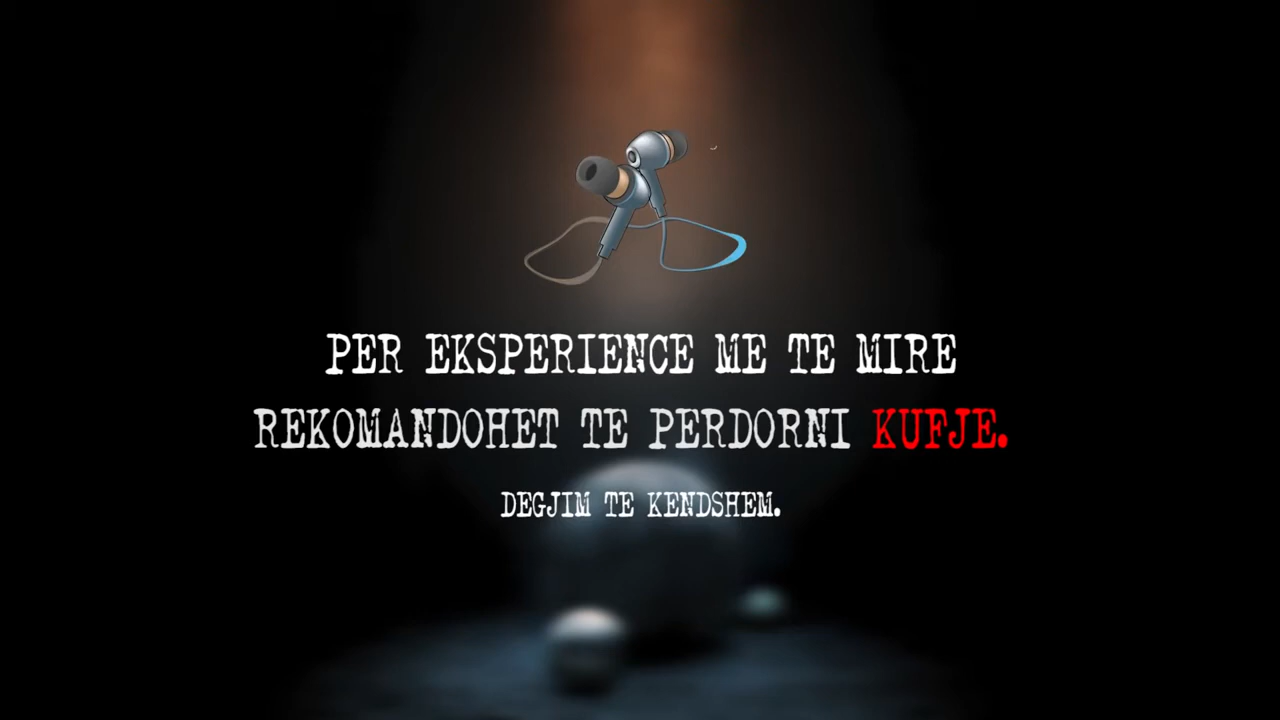 PER EKSPERIENCE ME TE MIRE
REKOMANDOHET TE PERDORNI KUFJE.
DEGJIM TE KENDSHEM.